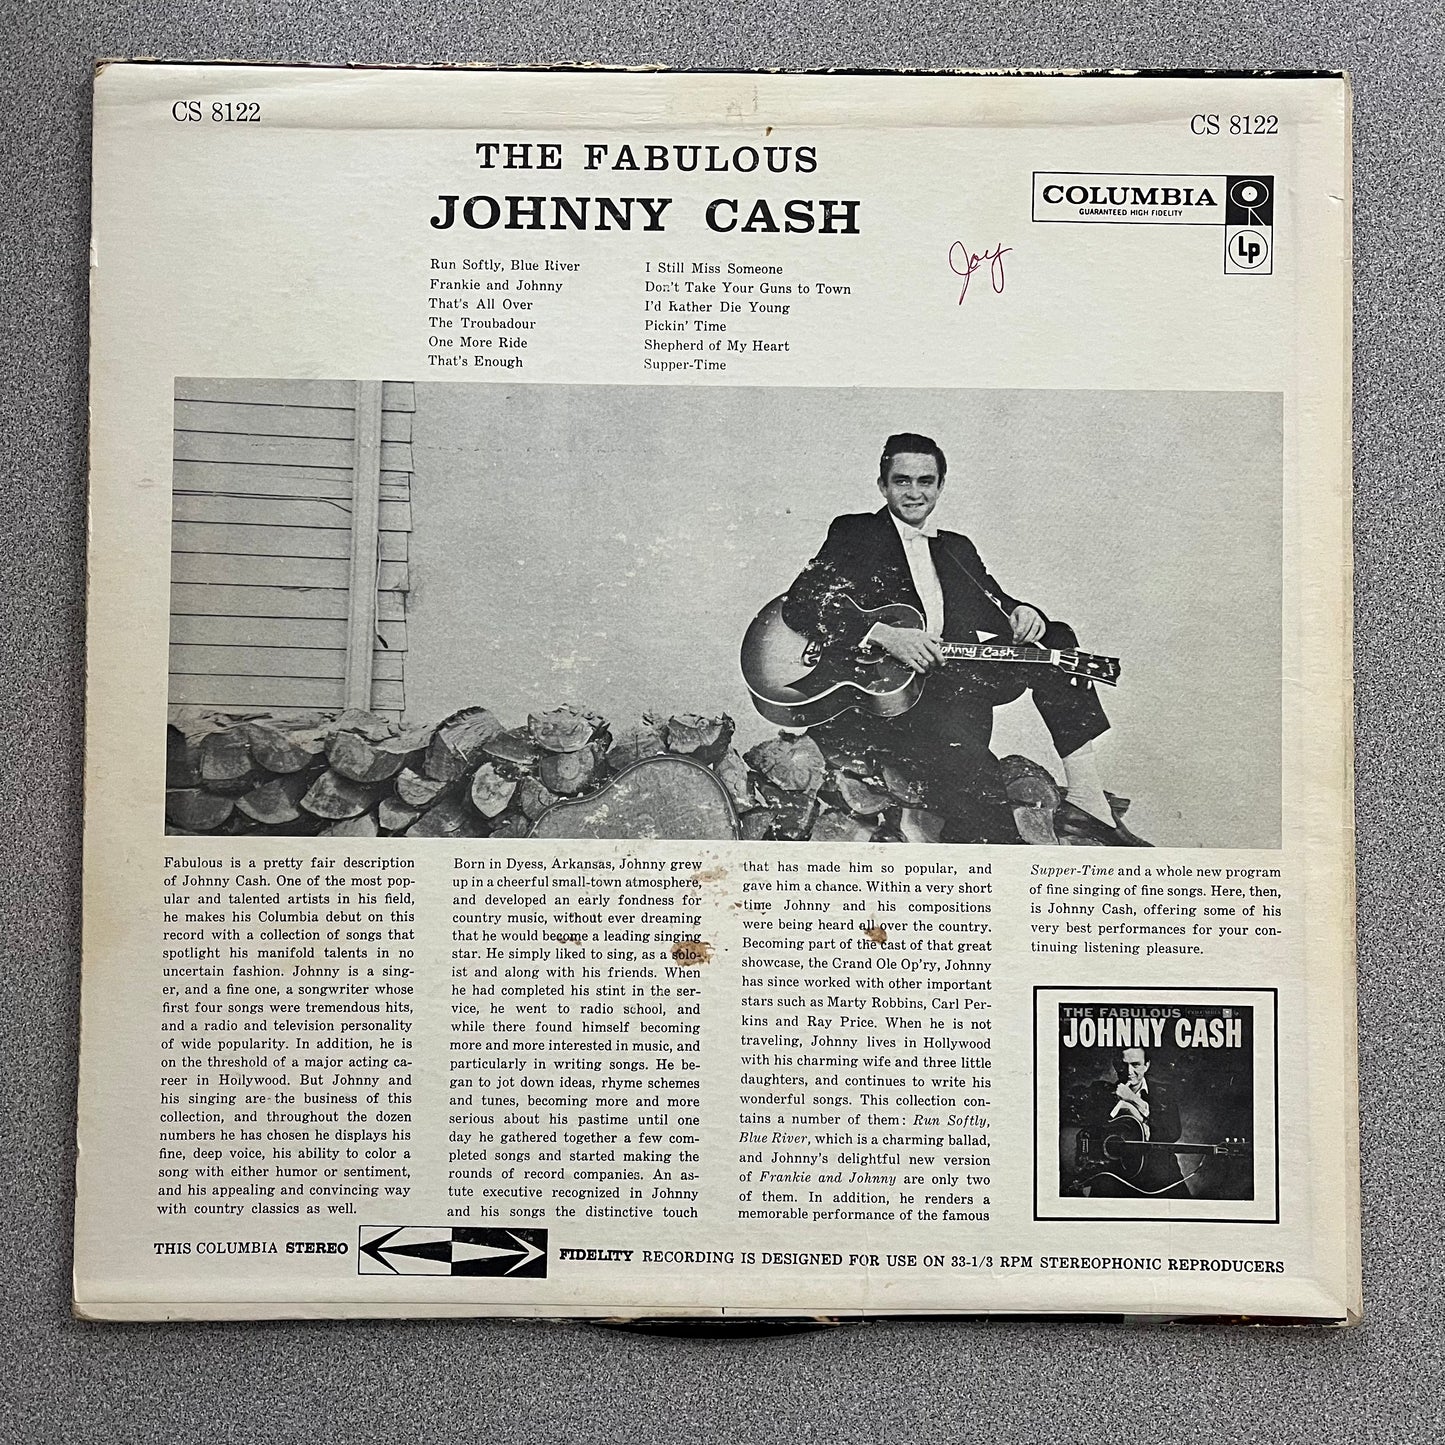 CS 8122
CS 8122
THE FABULOUS
JOHNNY CASH
COLUMBIA
GUARANTEED HIGH FIDELITY
Lp
Joy
Run Softly, Blue River
Frankie and Johnny
That's All Over
The Troubadour
One More Ride
That's Enough
I Still Miss Someone
Don't Take Your Guns to Town
I'd Rather Die Young
Pickin' Time
Shepherd of My Heart
Supper-Time
Johnny Cash
Fabulous is a pretty fair description
of Johnny Cash. One of the most pop-
ular and talented artists in his field,
he makes his Columbia debut on this
record with a collection of songs that
spotlight his manifold talents in no
uncertain fashion. Johnny is a sing-
er, and a fine one, a songwriter whose
first four songs were tremendous hits,
and a radio and television personality
of wide popularity. In addition, he is
on the threshold of a major acting ca-
reer in Hollywood. But Johnny and
his singing are the business of this
collection, and throughout the dozen
numbers he has chosen he displays his
fine, deep voice, his ability to color a
song with either humor or sentiment,
and his appealing and convincing way
with country classics as well.
Born in Dyess, Arkansas, Johnny grew
up in a cheerful small-town atmosphere,
and developed an early fondness for
country music, without ever dreaming
that he would become a leading singing
star. He simply liked to sing, as a solo-
ist and along with his friends. When
he had completed his stint in the ser-
vice, he went to radio school, and
while there found himself becoming
more and more interested in music, and
particularly in writing songs. He be-
gan to jot down ideas, rhyme schemes
and tunes, becoming more and more
serious about his pastime until one
day he gathered together a few com-
pleted songs and started making the
rounds of record companies. An as-
tute executive recognized in Johnny
and his songs the distinctive touch
that has made him so popular, and
gave him a chance. Within a very short
time Johnny and his compositions
were being heard all over the country.
Becoming part of the cast of that great
showcase, the Grand Ole Op'ry, Johnny
has since worked with other important
stars such as Marty Robbins, Carl Per-
kins and Ray Price. When he is not
traveling, Johnny lives in Hollywood
with his charming wife and three little
daughters, and continues to write his
wonderful songs. This collection con-
tains a number of them: Run Softly,
Blue River, which is a charming ballad,
and Johnny's delightful new version
of Frankie and Johnny are only two
of them. In addition, he renders a
memorable performance of the famous
Supper-Time and a whole new program
of fine singing of fine songs. Here, then,
is Johnny Cash, offering some of his
very best performances for your con-
tinuing listening pleasure.
THE FABULOUS
COLUMBIA
JOHNNY CASH
THIS COLUMBIA STEREO FIDELITY RECORDING IS DESIGNED FOR USE ON 33-1/3 RPM STEREOPHONIC REPRODUCERS